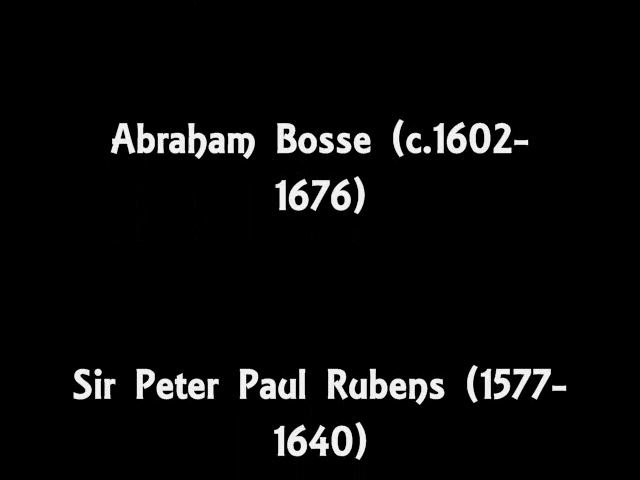 Abraham Bosse (c.1602-
1676)
Sir Peter Paul Rubens (1577-
1640)